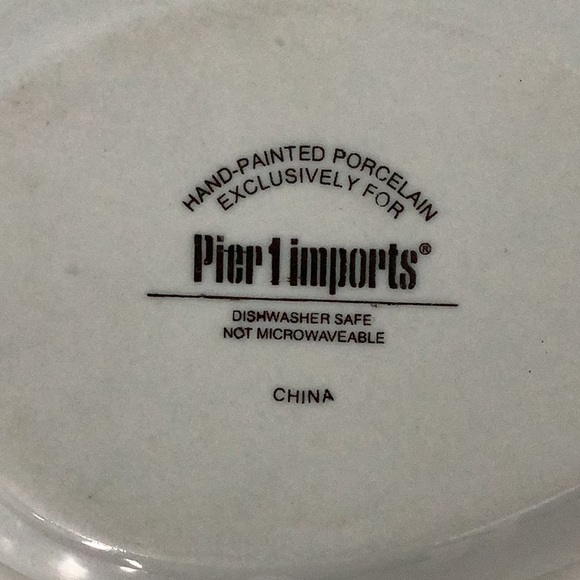 HAND-PAINTED PORCELAIN
EXCLUSIVELY FOR
Pier 1 imports®
DISHWASHER SAFE
NOT MICROWAVEABLE
CHINA